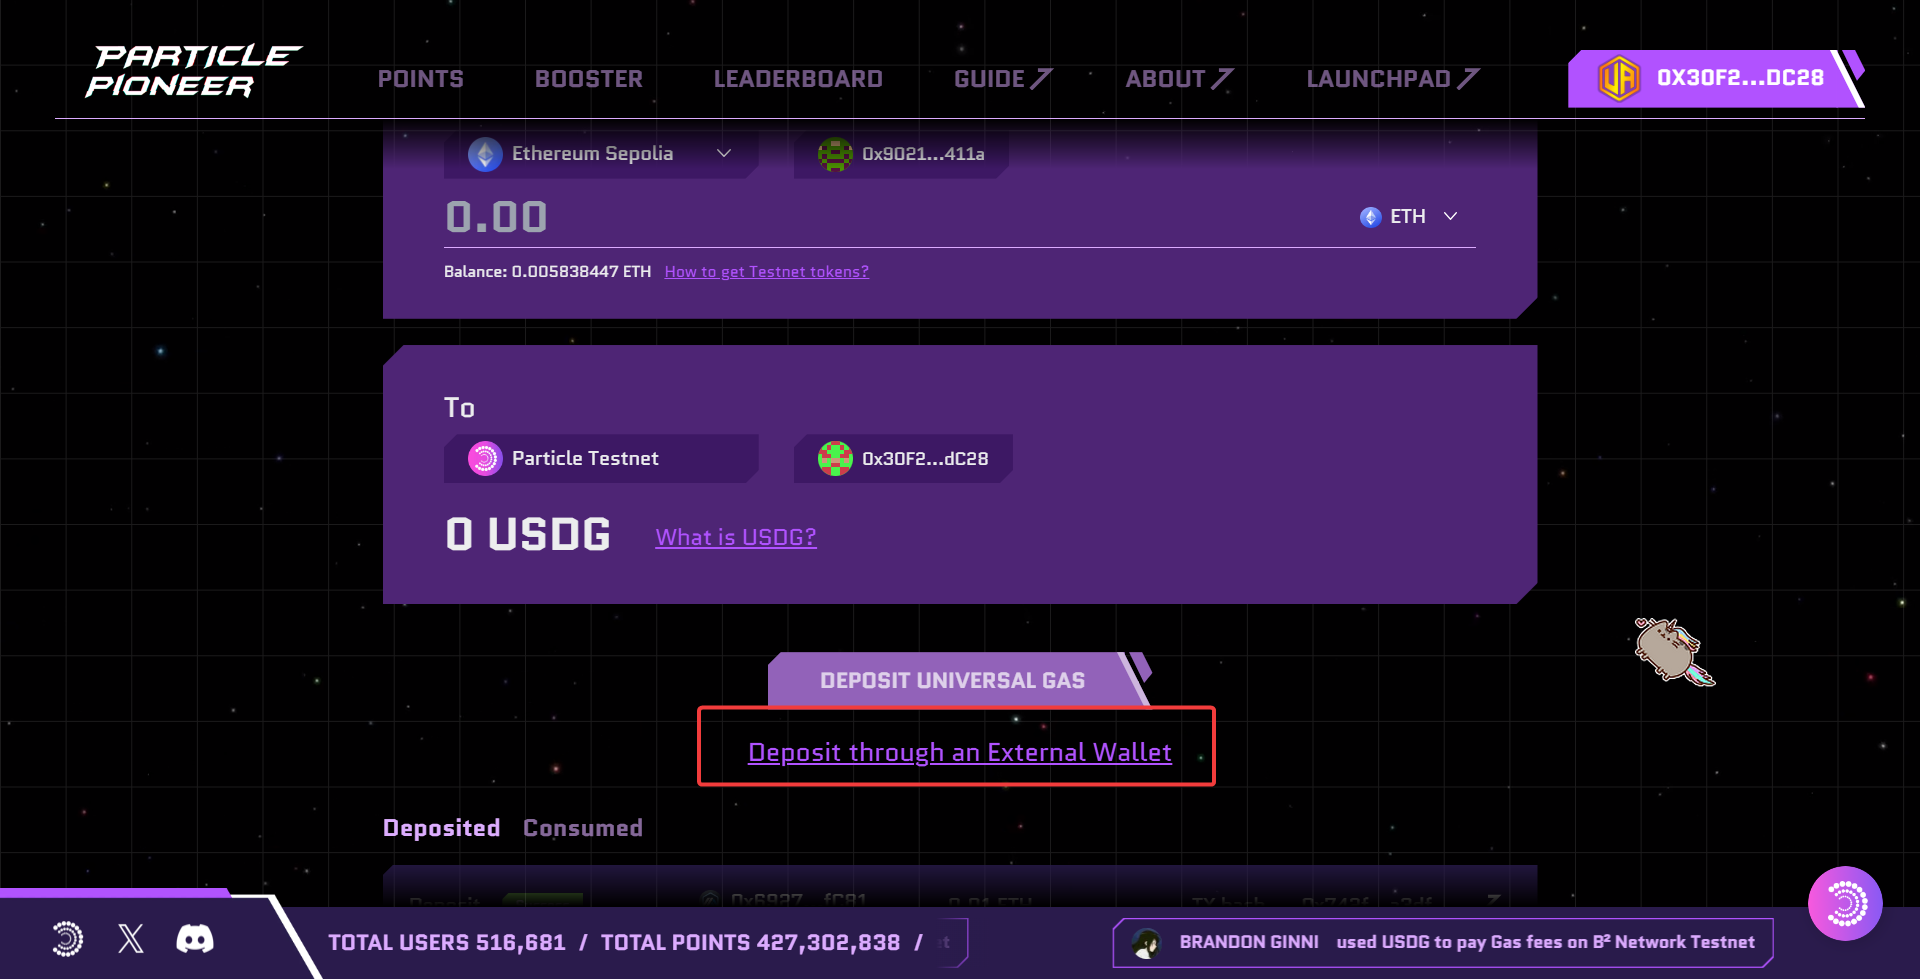 PARTICLE
PIONEER
POINTS
BOOSTER
LEADERBOARD
GUIDE
ABOUT
LAUNCHPAD
0X30F2...DC28
Ethereum Sepolia
0x9021...411a
0.00
ETH
Balance: 0.005838447 ETH How to get Testnet tokens?
To
Particle Testnet
0x30F2...dC28
0 USDG What is USDG?
DEPOSIT UNIVERSAL GAS
Deposit through an External Wallet
Deposited Consumed
TOTAL USERS 516,681 / TOTAL POINTS 427,302,838 /
BRANDON GINNI used USDG to pay Gas fees on B² Network Testnet